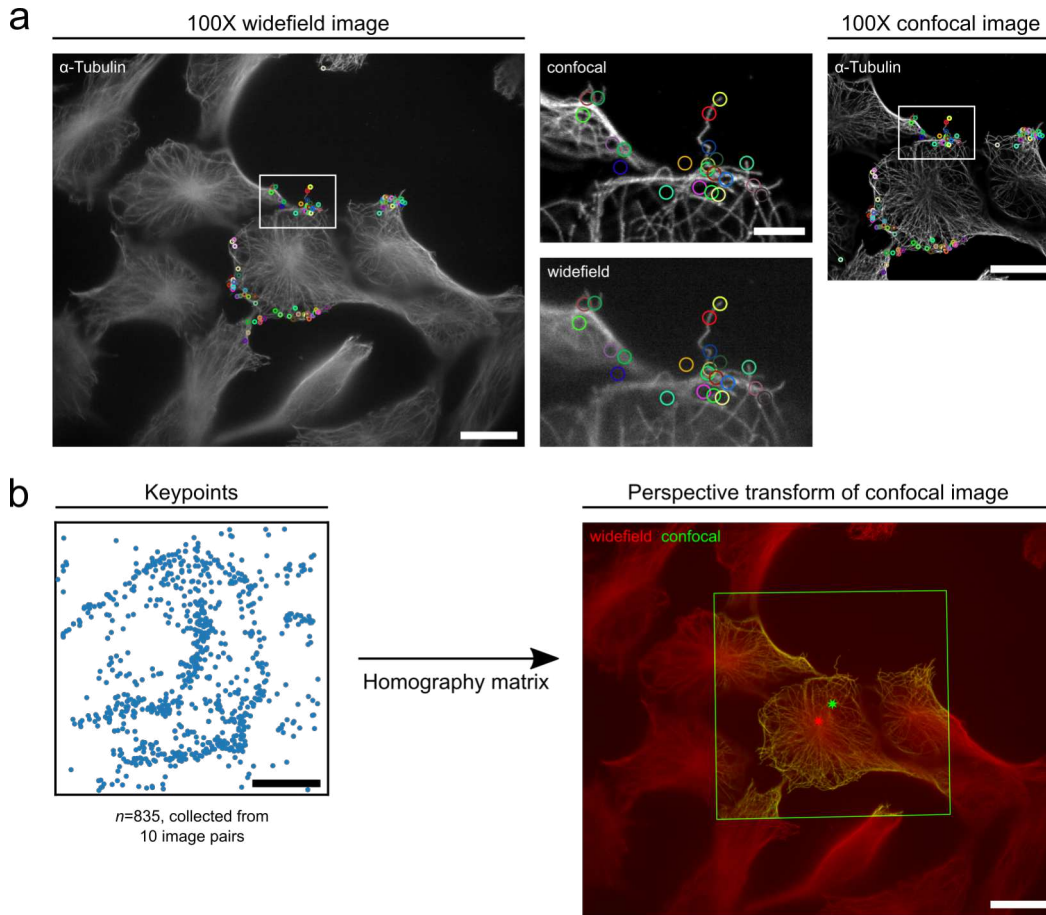 a
100X widefield image
100X confocal image
α-Tubulin
confocal
α-Tubulin
widefield
b
Keypoints
Perspective transform of confocal image
widefield confocal
Homography matrix
n=835, collected from
10 image pairs